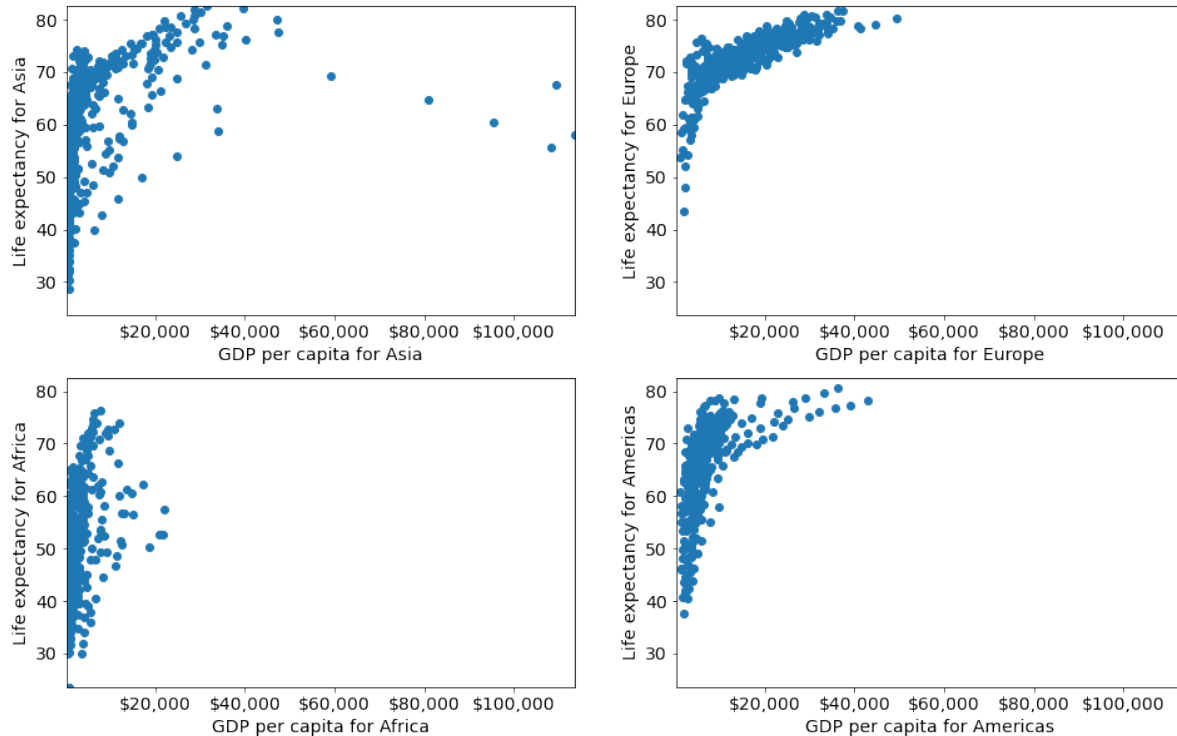 80
70
60
50
40
30
Life expectancy for Asia
$20,000 $40,000 $60,000 $80,000 $100,000
GDP per capita for Asia
80
70
60
50
40
30
Life expectancy for Europe
$20,000 $40,000 $60,000 $80,000 $100,000
GDP per capita for Europe
80
70
60
50
40
30
Life expectancy for Africa
$20,000 $40,000 $60,000 $80,000 $100,000
GDP per capita for Africa
80
70
60
50
40
30
Life expectancy for Americas
$20,000 $40,000 $60,000 $80,000 $100,000
GDP per capita for Americas